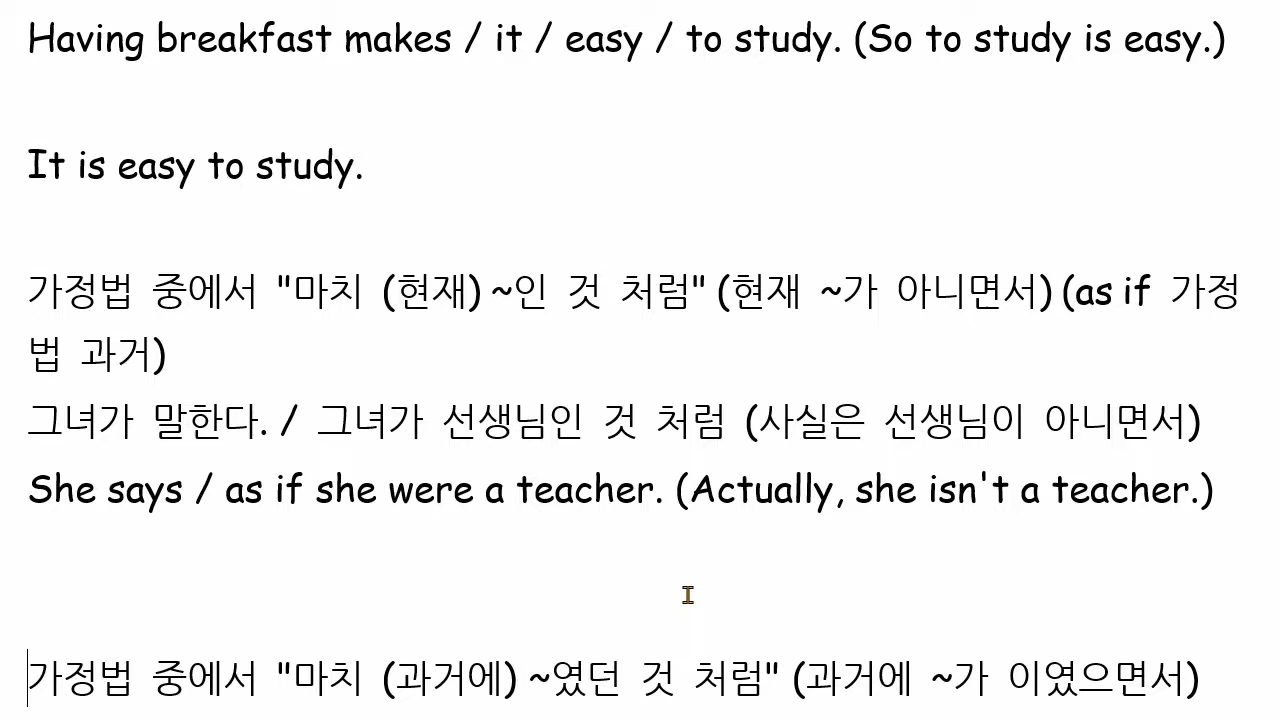 Having breakfast makes / it / easy / to study. (So to study is easy.)
It is easy to study.
가정법 중에서 "마치 (현재) ~인 것 처럼" (현재 ~가 아니면서) (as if 가정
법 과거)
그녀가 말한다. / 그녀가 선생님인 것 처럼 (사실은 선생님이 아니면서)
She says / as if she were a teacher. (Actually, she isn't a teacher.)
가정법 중에서 "마치 (과거에) ~였던 것 처럼" (과거에 ~가 이였으면서)